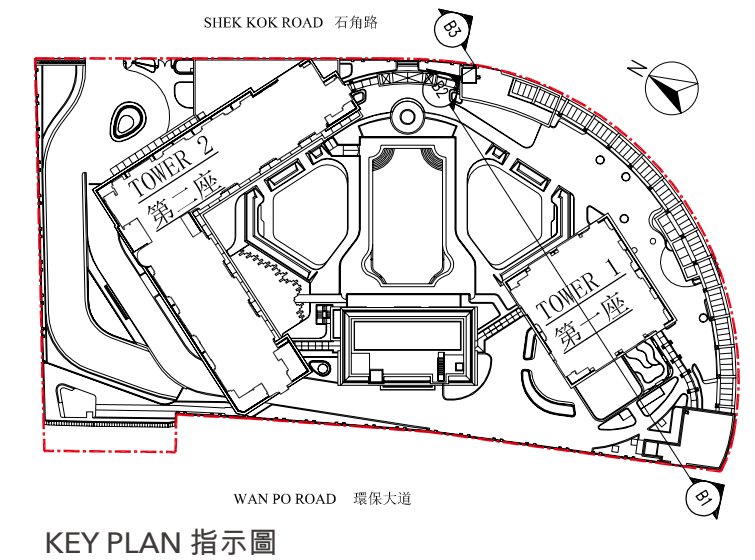 SHEK KOK ROAD 石角路
B3
N
TOWER 2
第二座
TOWER 1
第一座
B1
WAN PO ROAD 環保大道
KEY PLAN 指示圖